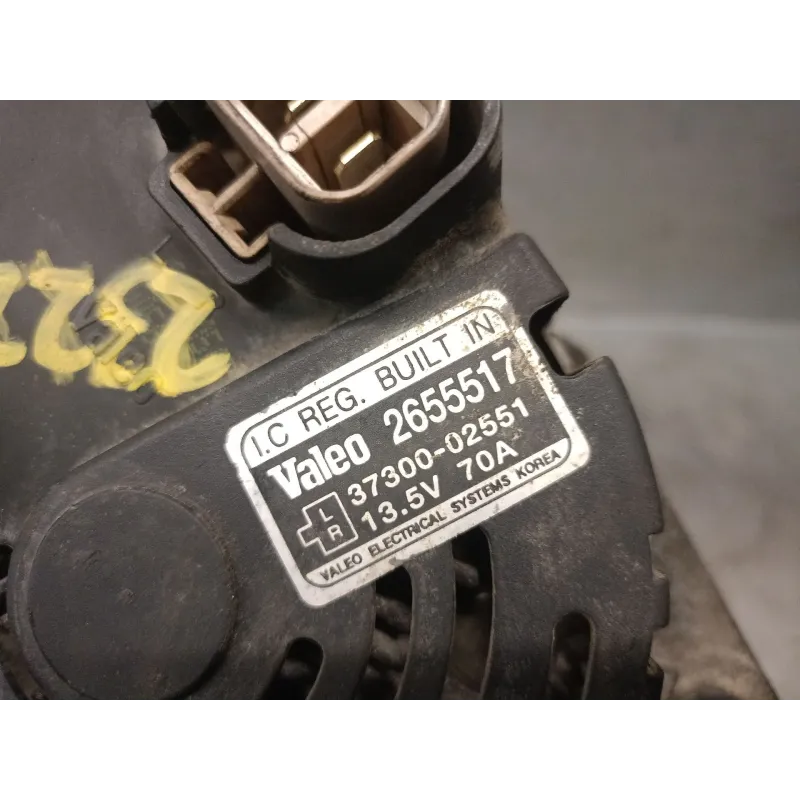 I.C REG. BUILT IN
Valeo 2655517
37300-02551
L
R
13.5V 70A
VALEO ELECTRICAL SYSTEMS KOREA